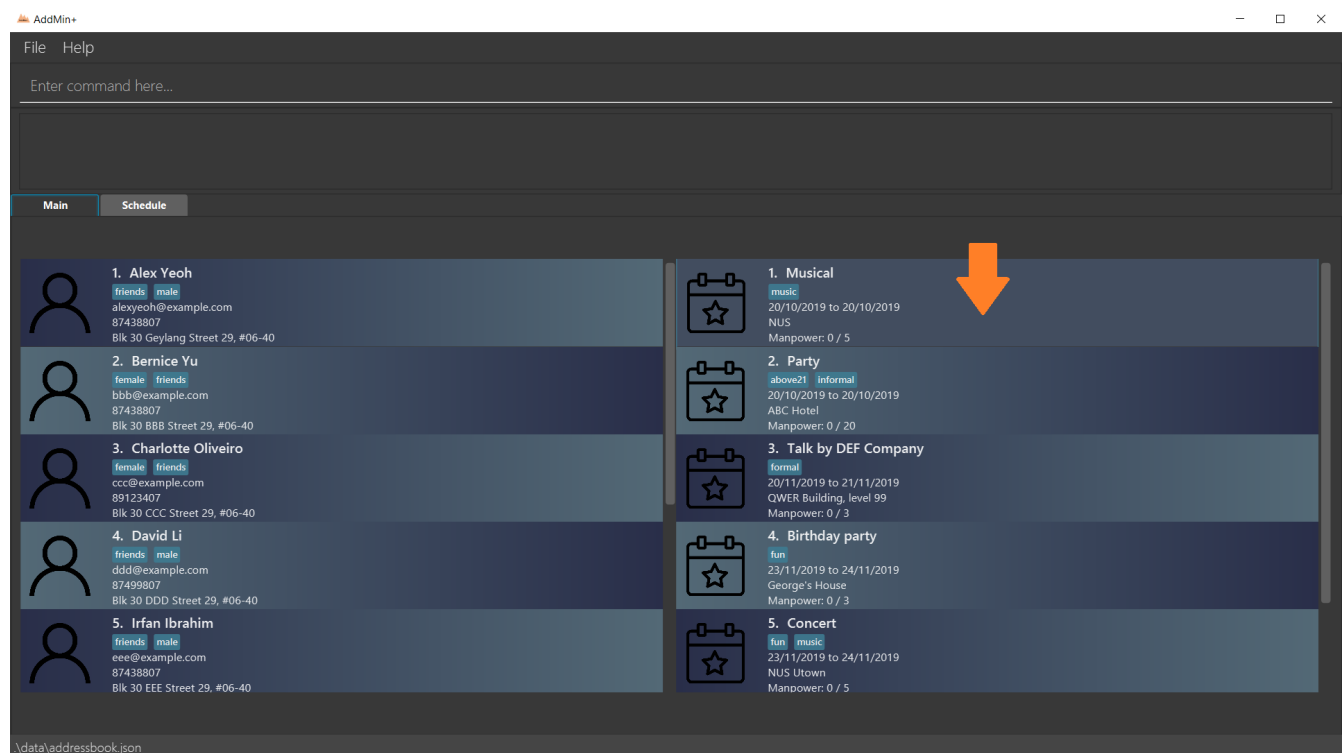 AddMin+
File Help
Enter command here...
Main Schedule
1. Alex Yeoh
friends male
alexyeoh@example.com
87438807
Blk 30 Geylang Street 29, #06-40
2. Bernice Yu
female friends
bbb@example.com
87438807
Blk 30 BBB Street 29, #06-40
3. Charlotte Oliveiro
female friends
ccc@example.com
89123407
Blk 30 CCC Street 29, #06-40
4. David Li
friends male
ddd@example.com
87499807
Blk 30 DDD Street 29, #06-40
5. Irfan Ibrahim
friends male
eee@example.com
87438807
Blk 30 EEE Street 29, #06-40
1. Musical
music
20/10/2019 to 20/10/2019
NUS
Manpower: 0 / 5
2. Party
above21 informal
20/10/2019 to 20/10/2019
ABC Hotel
Manpower: 0 / 20
3. Talk by DEF Company
formal
20/11/2019 to 21/11/2019
QWER Building, level 99
Manpower: 0 / 3
4. Birthday party
fun
23/11/2019 to 24/11/2019
George's House
Manpower: 0 / 3
5. Concert
fun music
23/11/2019 to 24/11/2019
NUS Utown
Manpower: 0 / 5
.\data\addressbook.json